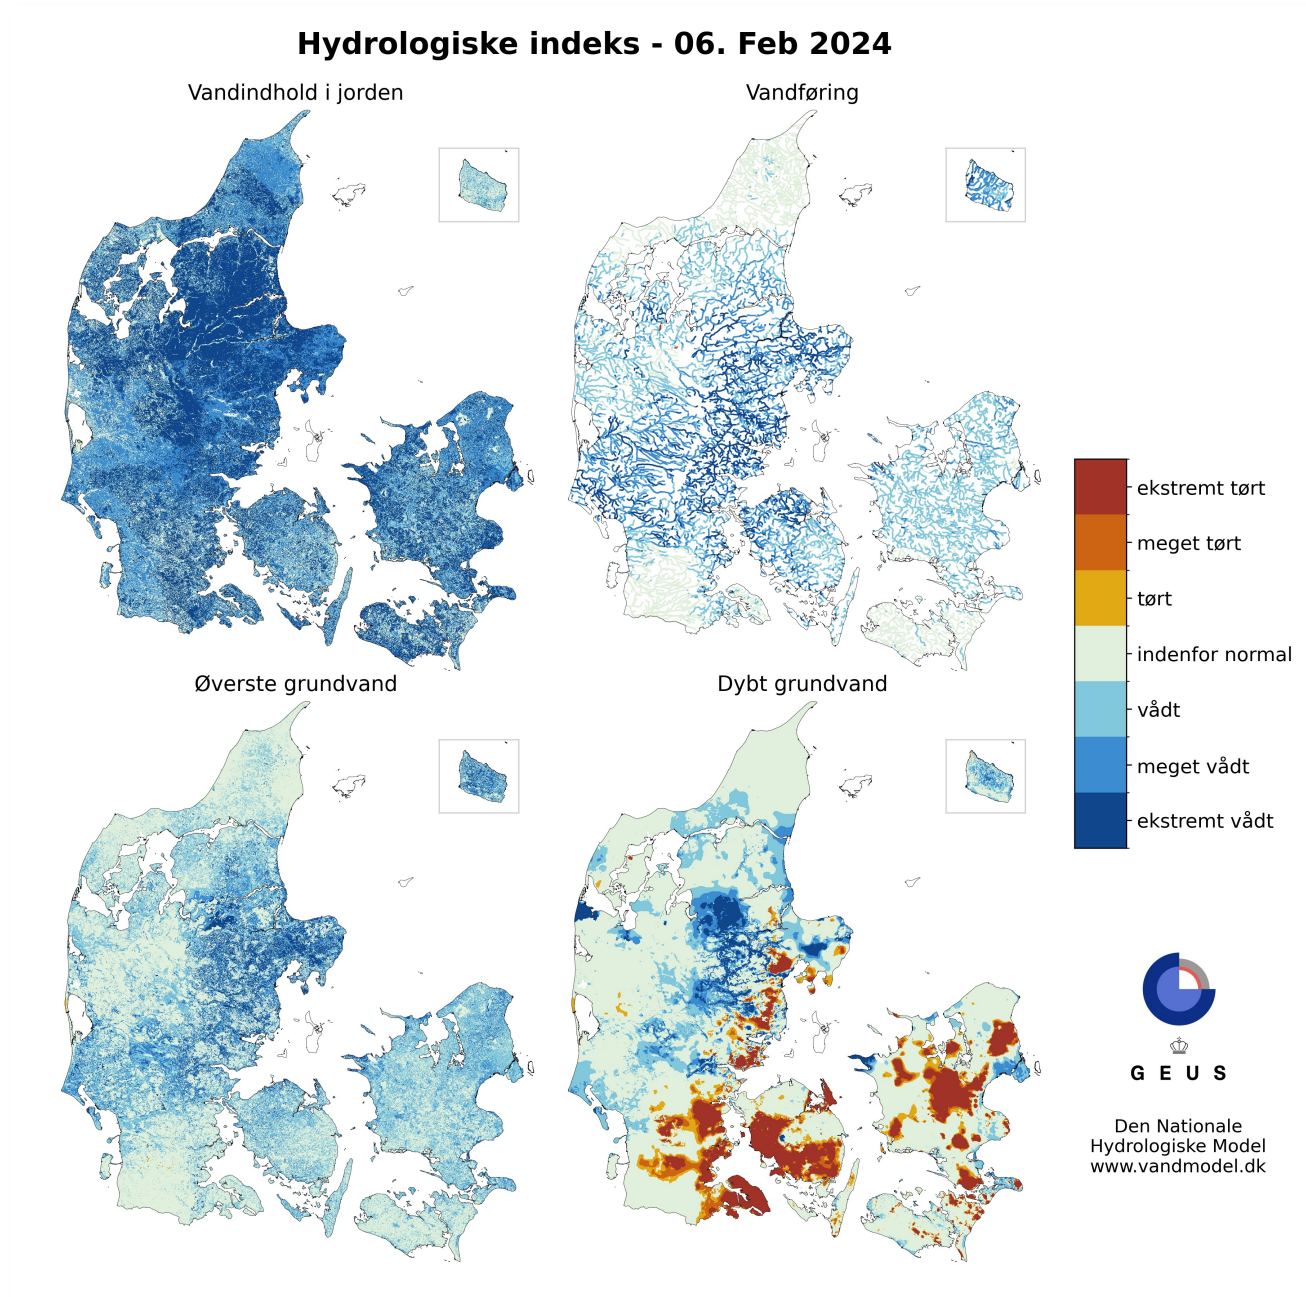 Hydrologiske indeks - 06. Feb 2024
Vandindhold i jorden
Vandføring
ekstremt tørt
meget tørt
tørt
indenfor normal
vådt
meget vådt
ekstremt vådt
Øverste grundvand
Dybt grundvand
G E U S
Den Nationale
Hydrologiske Model
www.vandmodel.dk